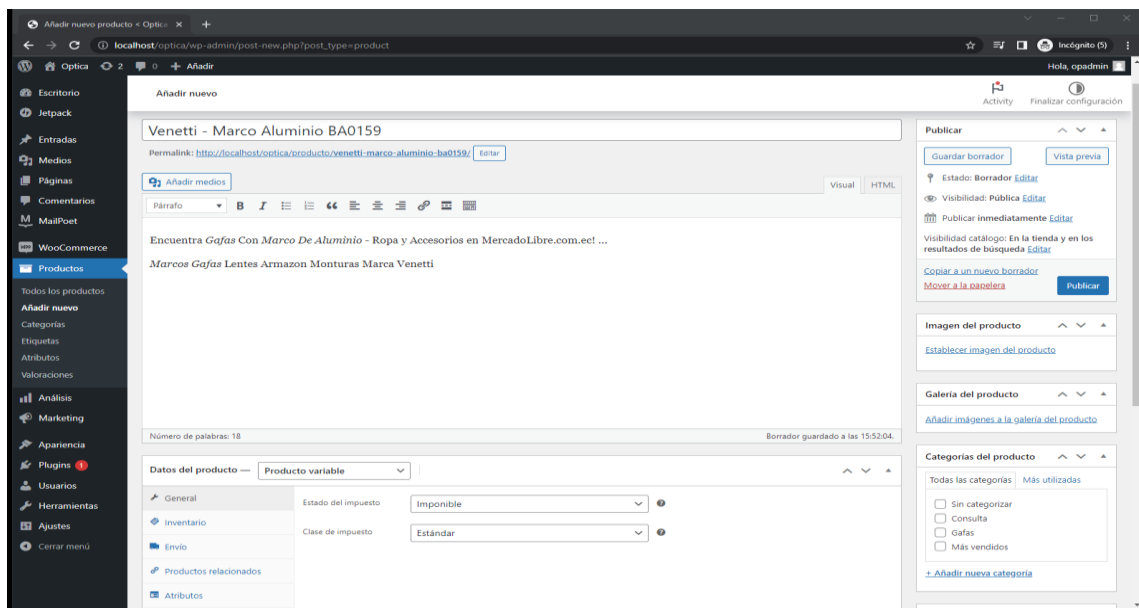 Añadir nuevo producto < Optica
localhost/optica/wp-admin/post-new.php?post_type=product
Incógnito (5)
Optica 2 0 + Añadir
Hola, opadmin
Escritorio
Jetpack
Entradas
Medios
Páginas
Comentarios
MailPoet
WooCommerce
Productos
Todos los productos
Añadir nuevo
Categorías
Etiquetas
Atributos
Valoraciones
Análisis
Marketing
Apariencia
Plugins 1
Usuarios
Herramientas
Ajustes
Cerrar menú
Añadir nuevo
Activity
Finalizar configuración
Venetti - Marco Aluminio BA0159
Permalink: http://localhost/optica/producto/venetti-marco-aluminio-ba0159/ Editar
Añadir medios
Visual HTML
Párrafo
Encuentra Gafas Con Marco De Aluminio - Ropa y Accesorios en MercadoLibre.com.ec! ...
Marcos Gafas Lentes Armazon Monturas Marca Venetti
Número de palabras: 18
Borrador guardado a las 15:52:04.
Datos del producto — Producto variable
General
Inventario
Envío
Productos relacionados
Atributos
Estado del impuesto Imponible
Clase de impuesto Estándar
Publicar
Guardar borrador Vista previa
Estado: Borrador Editar
Visibilidad: Pública Editar
Publicar inmediatamente Editar
Visibilidad catálogo: En la tienda y en los
resultados de búsqueda Editar
Copiar a un nuevo borrador
Mover a la papelera
Publicar
Imagen del producto
Establecer imagen del producto
Galería del producto
Añadir imágenes a la galería del producto
Categorías del producto
Todas las categorías Más utilizadas
Sin categorizar
Consulta
Gafas
Más vendidos
+ Añadir nueva categoría